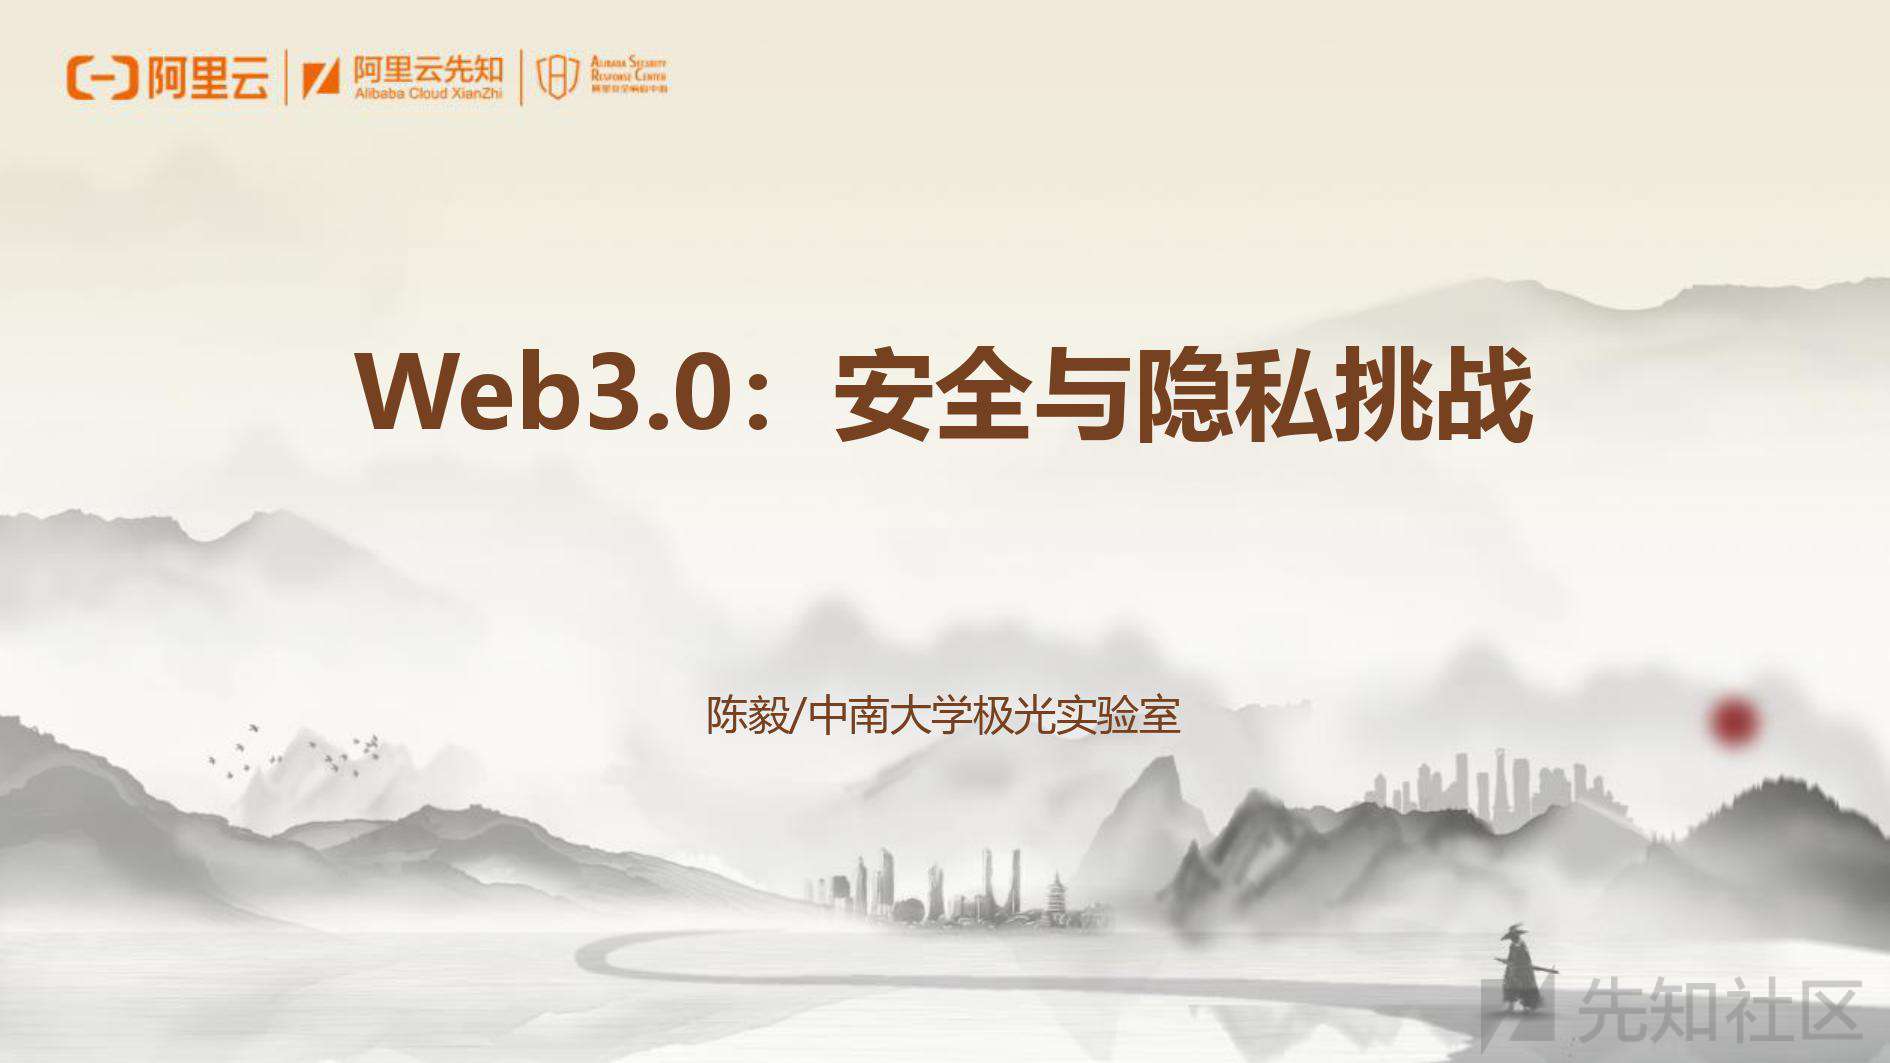 阿里云
阿里云先知
Alibaba Cloud XianZhi
ALIBABA SECURITY
RESPONSE CENTER
阿里安全响应中心
Web3.0：安全与隐私挑战
陈毅/中南大学极光实验室
先知社区